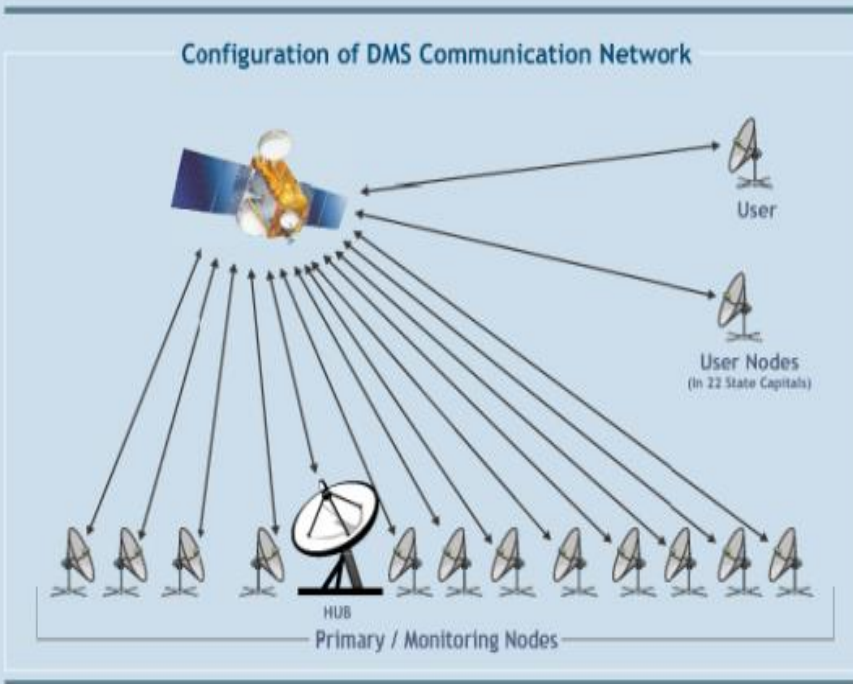 Configuration of DMS Communication Network
User
User Nodes
(In 22 State Capitals)
HUB
Primary / Monitoring Nodes